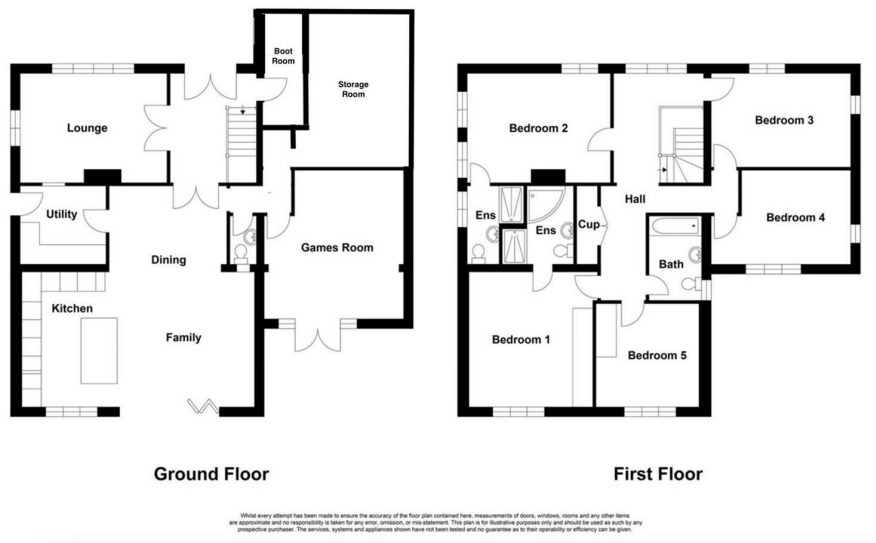 Boot
Room
Storage
Room
Lounge
Utility
Dining
Games Room
Kitchen
Family
Bedroom 2
Bedroom 3
Hall
Ens
Ens
Cup
Bedroom 4
Bath
Bedroom 1
Bedroom 5
Ground Floor
First Floor
Whilst every attempt has been made to ensure the accuracy of the floor plan contained here, measurements of doors, windows, rooms and any other items
are approximate and no responsibility is taken for any error, omission, or mis-statement. This plan is for illustrative purposes only and should be used as such by any
prospective purchaser. The services, systems and appliances shown have not been tested and no guarantee as to their operability or efficiency can be given.